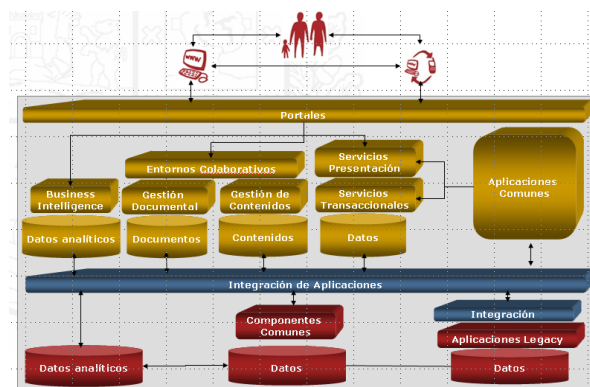 WWW
Portales
Entornos Colaborativos
Servicios
Presentación
Aplicaciones
Comunes
Business
Intelligence
Gestión
Documental
Gestión de
Contenidos
Servicios
Transaccionales
Datos analíticos
Documentos
Contenidos
Datos
Integración de Aplicaciones
Componentes
Comunes
Integración
Aplicaciones Legacy
Datos analíticos
Datos
Datos